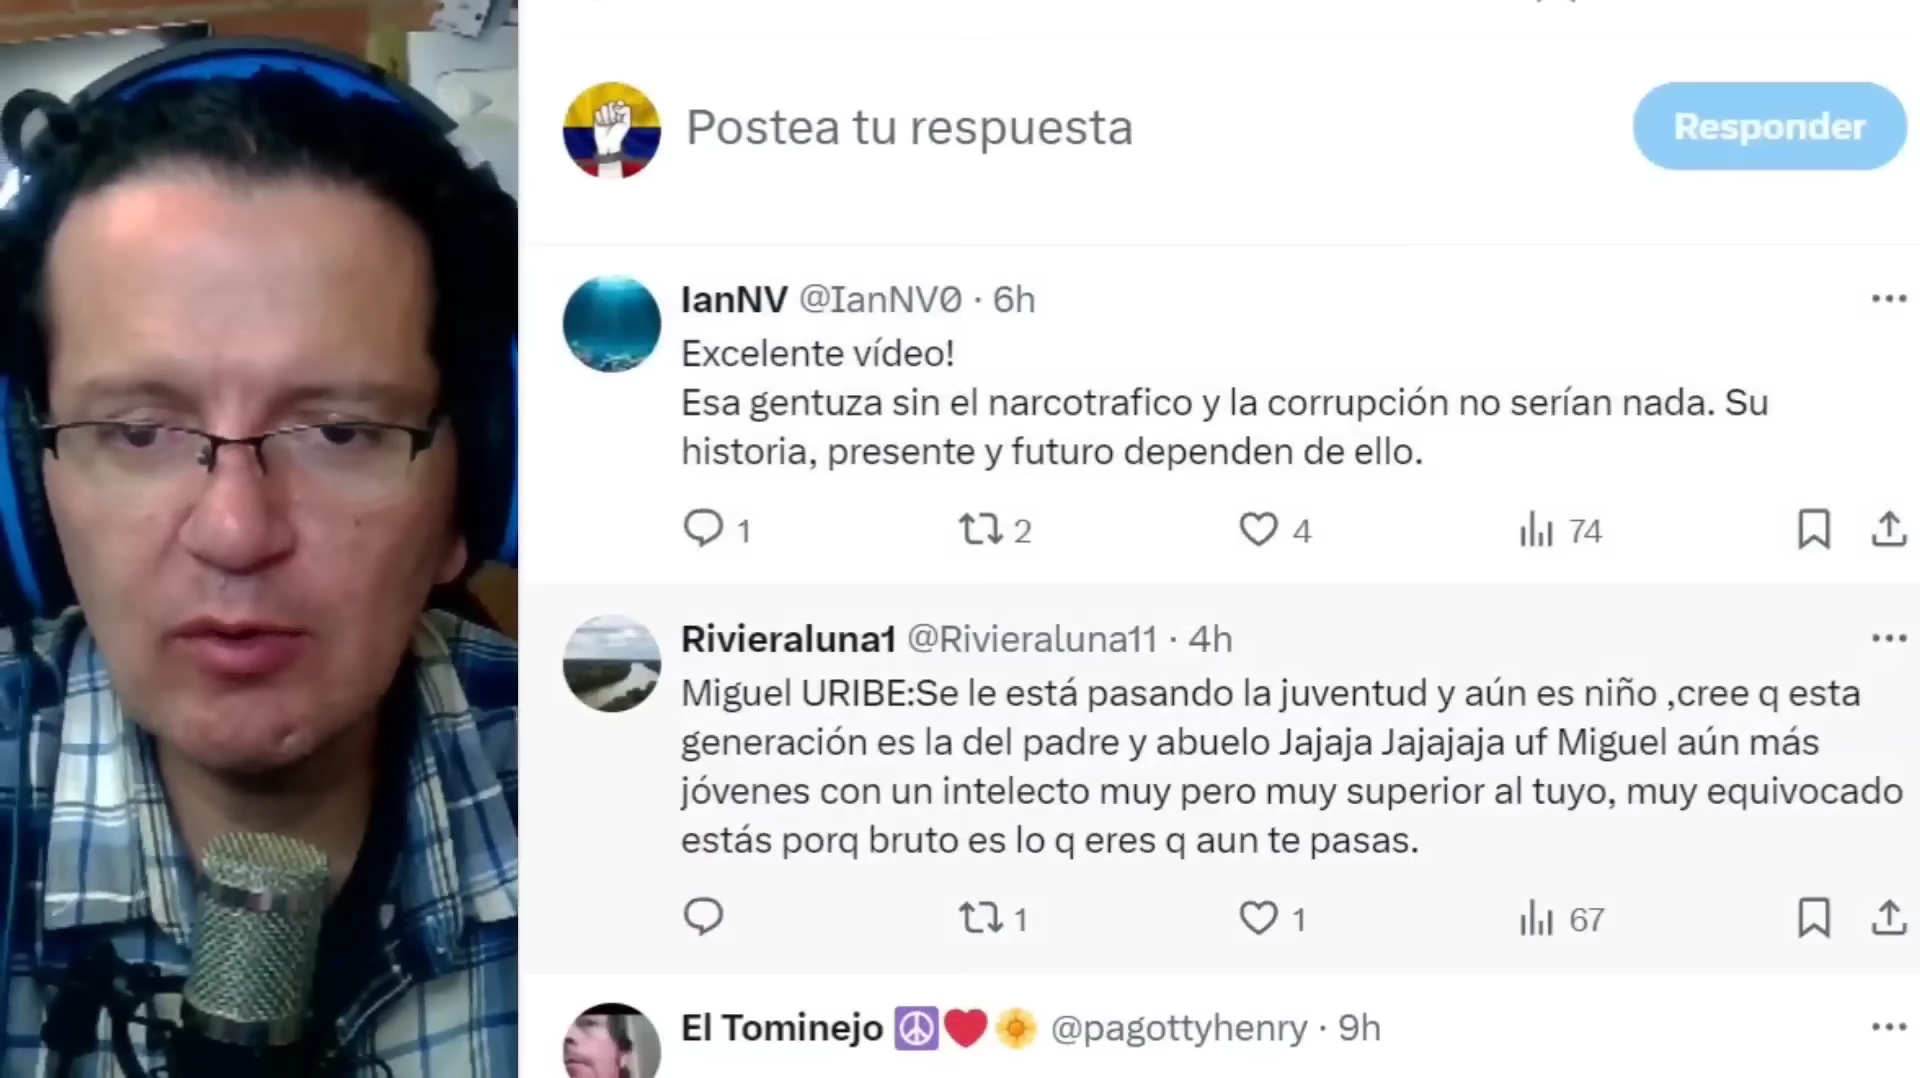 Postea tu respuesta
Responder
IanNV @IanNV0 · 6h
Excelente vídeo!
Esa gentuza sin el narcotrafico y la corrupción no serían nada. Su
historia, presente y futuro dependen de ello.
1 2 4 74
Rivieraluna1 @Rivieraluna11 · 4h
Miguel URIBE:Se le está pasando la juventud y aún es niño ,cree q esta
generación es la del padre y abuelo Jajaja Jajajaja uf Miguel aún más
jóvenes con un intelecto muy pero muy superior al tuyo, muy equivocado
estás porq bruto es lo q eres q aun te pasas.
1 1 67
El Tominejo ☮️❤️🌼 @pagottyhenry · 9h